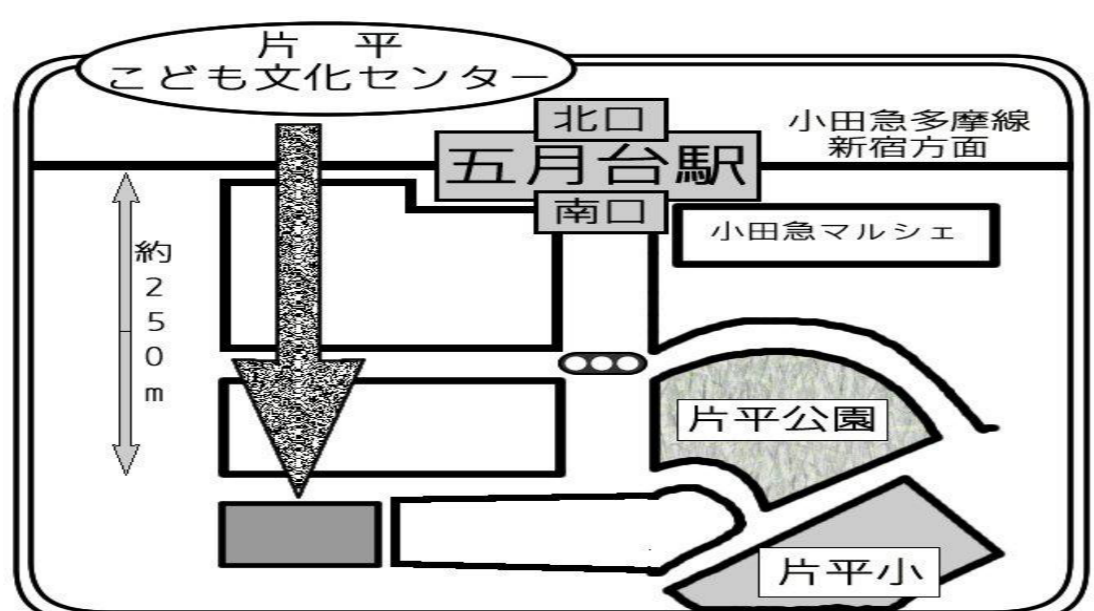 片 平
こども文化センター
北口
五月台駅
南口
小田急多摩線
新宿方面
小田急マルシェ
約250m
片平公園
片平小